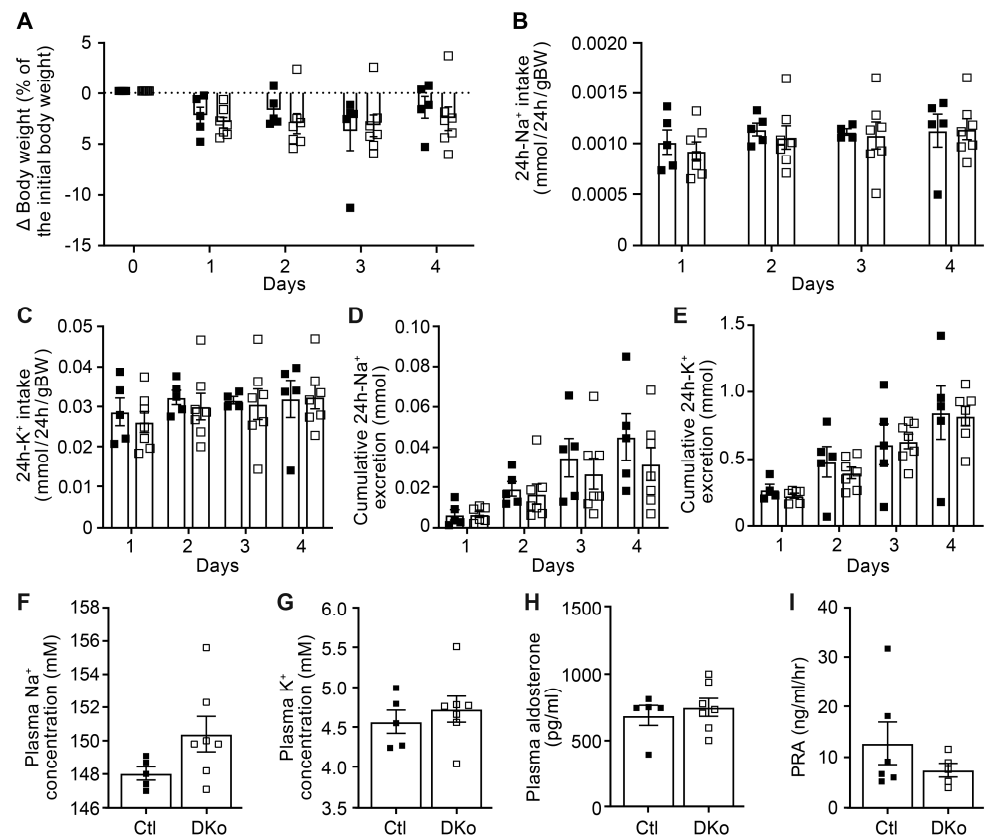 A
Δ Body weight (% of
the initial body weight)
5
0
5
-10
-15
0
1
2
3
4
Days
B
24h-Na⁺ intake
(mmol/24h/gBW)
0.0020
0.0015
0.0010
0.0005
0
1
2
3
4
Days
C
24h-K⁺ intake
(mmol/24h/gBW)
0.05
0.04
0.03
0.02
0.01
0
1
2
3
4
Days
D
Cumulative 24h-Na⁺
excretion (mmol)
0.10
0.08
0.06
0.04
0.02
0
1
2
3
4
Days
E
Cumulative 24h-K⁺
excretion (mmol)
1.5
1.0
0.5
0
1
2
3
4
Days
F
Plasma Na⁺
concentration (mM)
158
156
154
152
150
148
146
Ctl
DKo
G
Plasma K⁺
concentration (mM)
6.0
5.5
5.0
4.5
4.0
3.5
Ctl
DKo
H
Plasma aldosterone
(pg/ml)
1500
1000
500
0
Ctl
DKo
I
PRA (ng/ml/hr)
40
30
20
10
0
Ctl
DKo